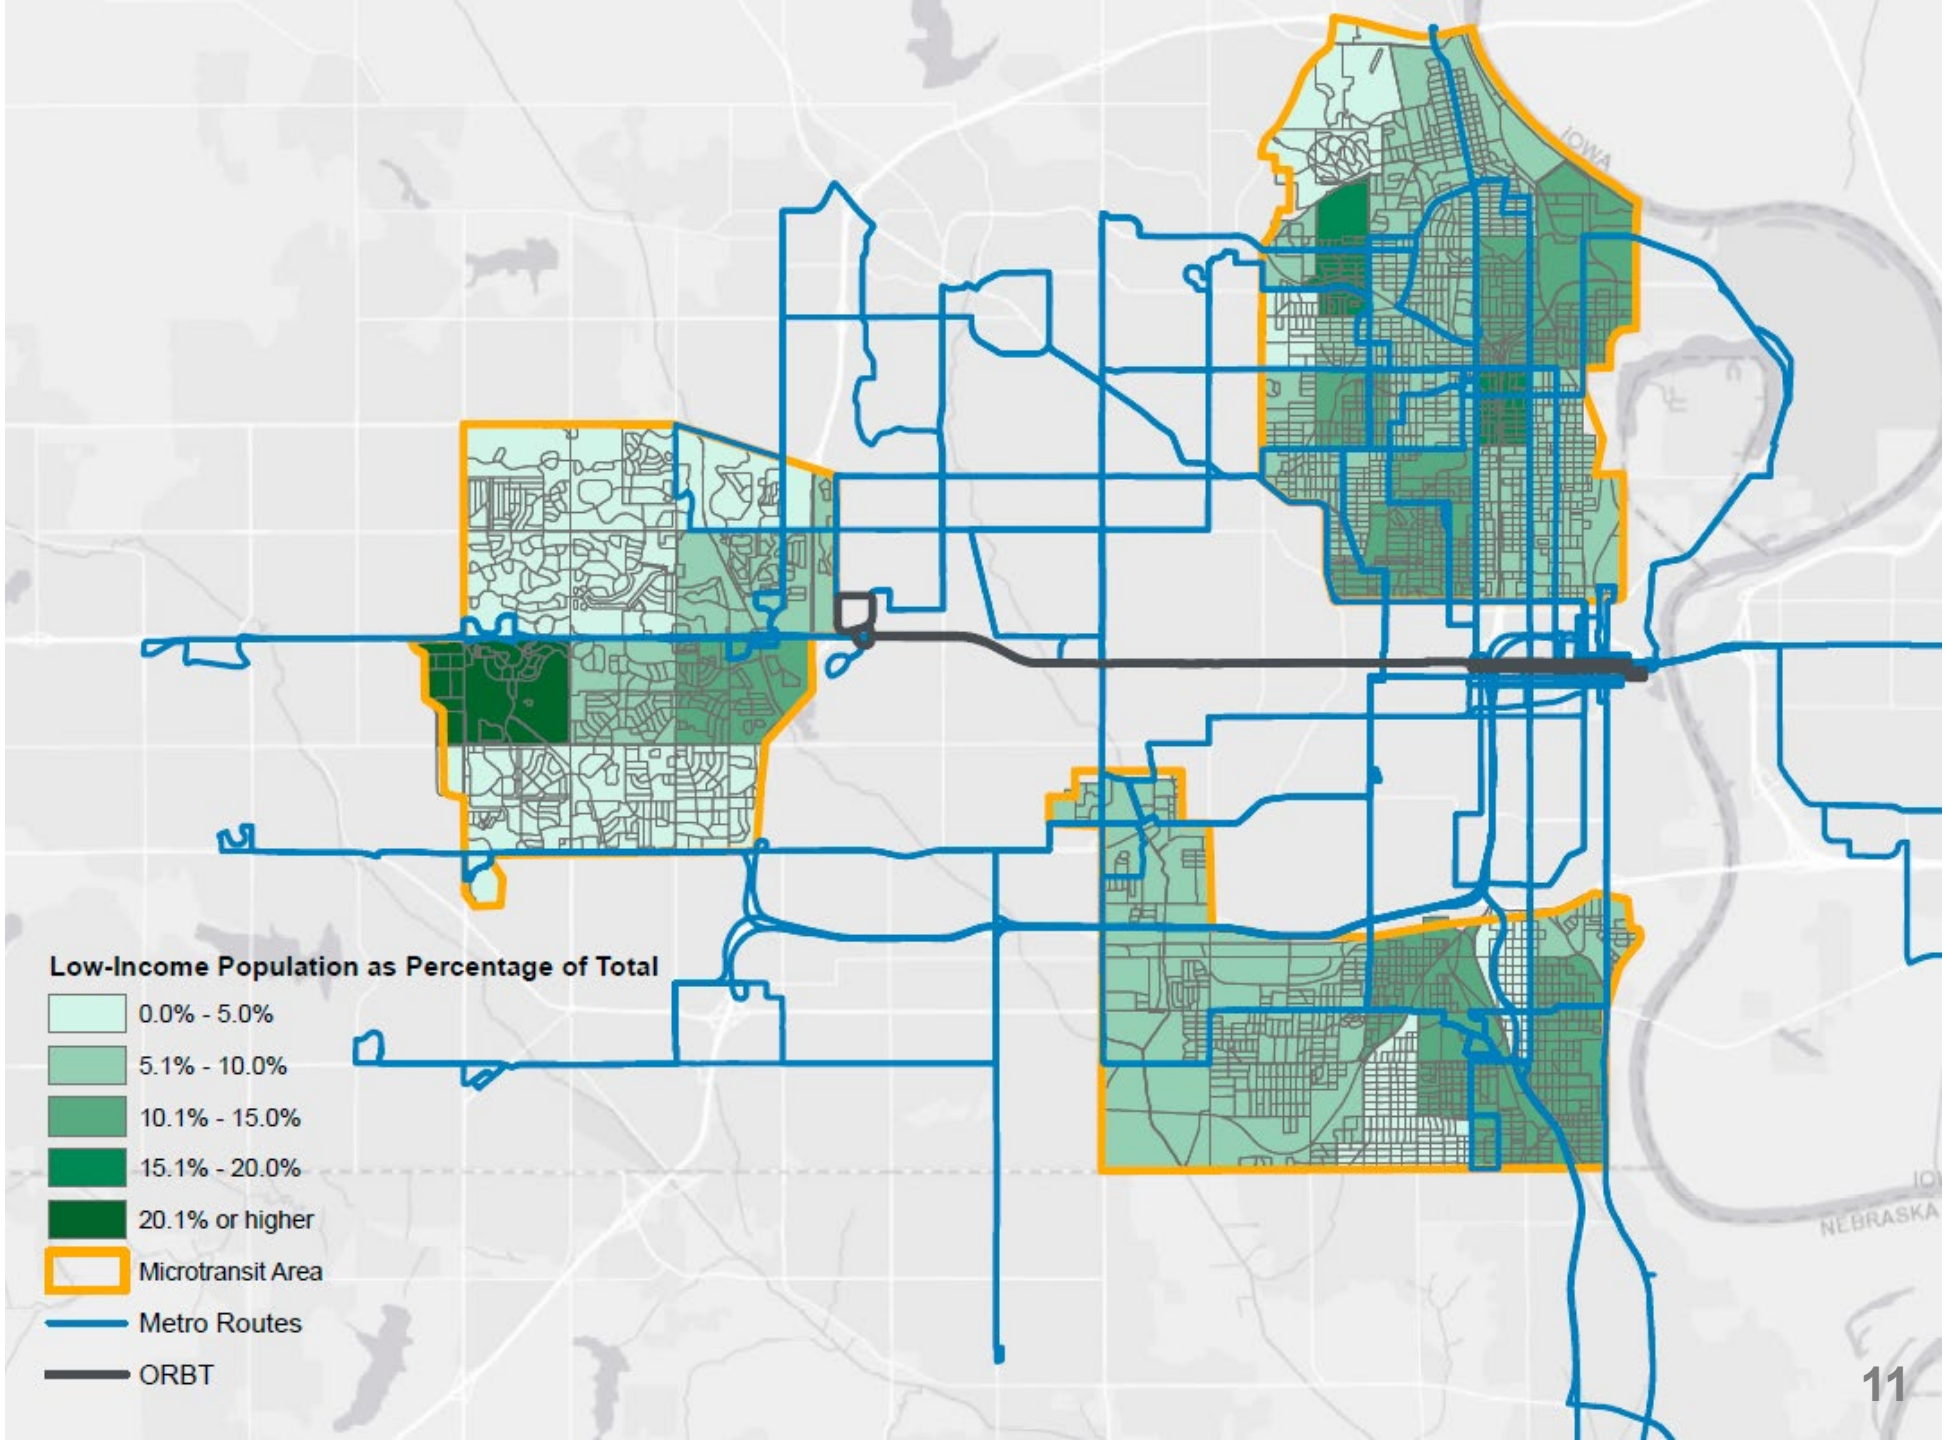 IOWA
Low-Income Population as Percentage of Total
0.0% - 5.0%
5.1% - 10.0%
10.1% - 15.0%
15.1% - 20.0%
20.1% or higher
Microtransit Area
Metro Routes
ORBT
NEBRASKA
11